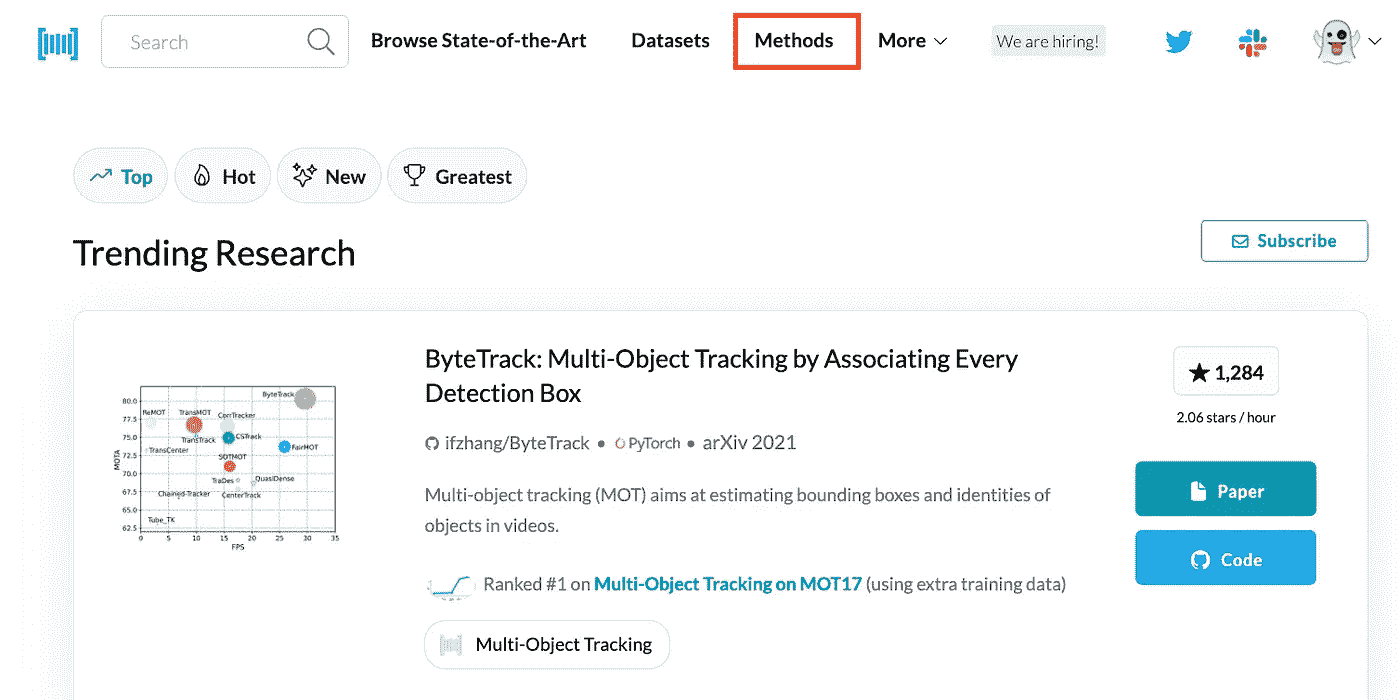 Search
Browse State-of-the-Art
Datasets
Methods
More
We are hiring!
Top
Hot
New
Greatest
Trending Research
Subscribe
ByteTrack: Multi-Object Tracking by Associating Every
Detection Box
ifzhang/ByteTrack • PyTorch • arXiv 2021
Multi-object tracking (MOT) aims at estimating bounding boxes and identities of
objects in videos.
Ranked #1 on Multi-Object Tracking on MOT17 (using extra training data)
Multi-Object Tracking
1,284
2.06 stars / hour
Paper
Code
MOTA
80.0
77.5
75.0
72.5
70.0
67.5
65.0
62.5
ByteTrack
ReMOT
TransMOT
CorrTracker
TransTrack
CSTrack
FairMOT
TransCenter
SOTMOT
TraDes
QuasiDense
Chained-Tracker
CenterTrack
Tube_TK
0 5 10 15 20 25 30 35
FPS